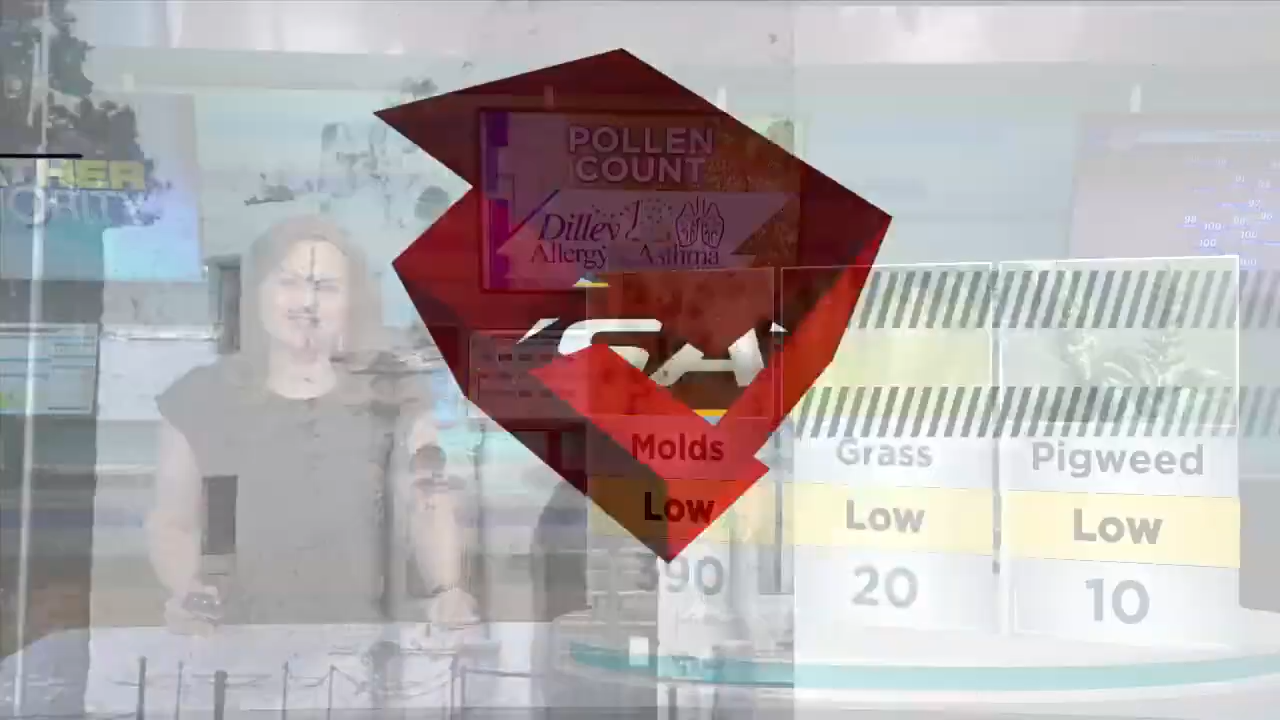 POLLEN
COUNT
Dilley
Allergy Asthma
Molds
Low
390
Grass
Low
20
Pigweed
Low
10